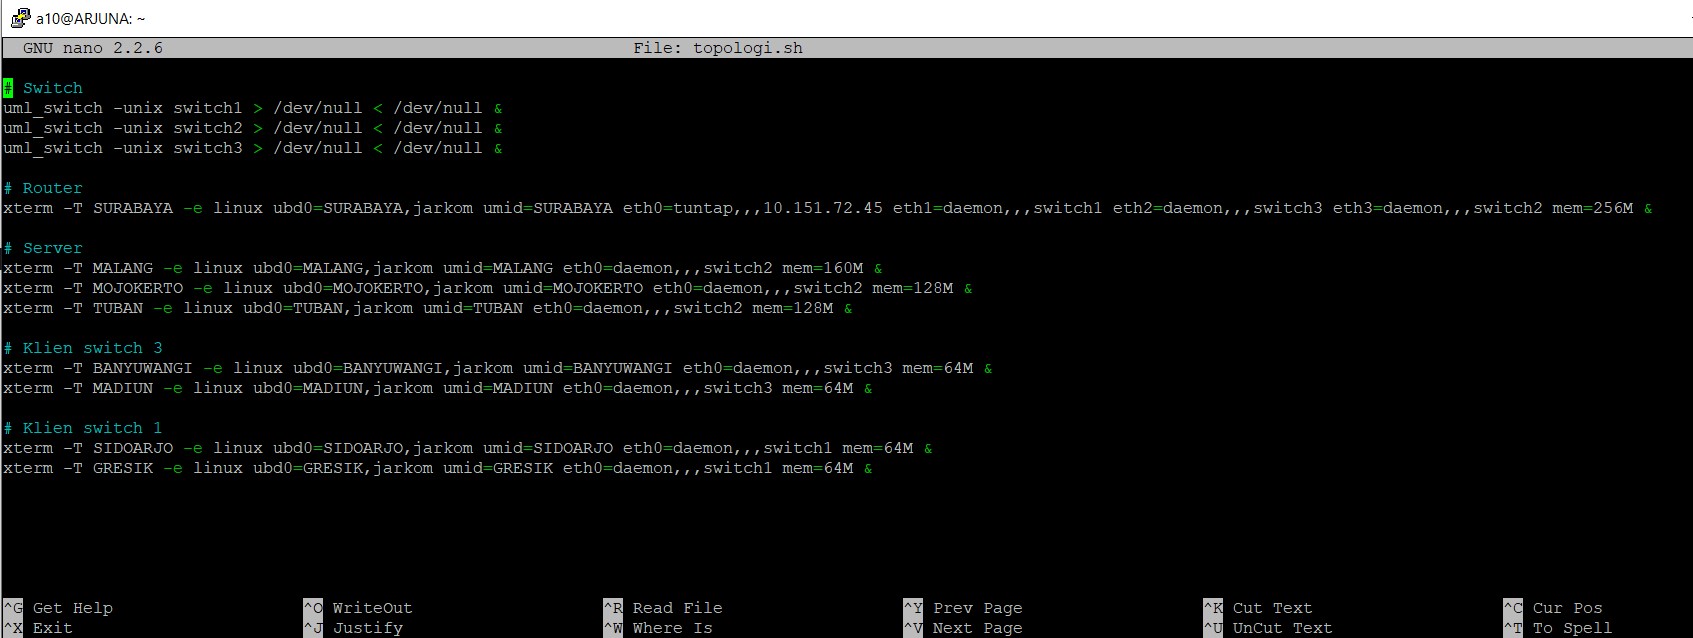 a10@ARJUNA: ~
GNU nano 2.2.6 File: topologi.sh
# Switch
uml_switch -unix switch1 > /dev/null < /dev/null &
uml_switch -unix switch2 > /dev/null < /dev/null &
uml_switch -unix switch3 > /dev/null < /dev/null &
# Router
xterm -T SURABAYA -e linux ubd0=SURABAYA,jarkom umid=SURABAYA eth0=tuntap,,,10.151.72.45 eth1=daemon,,,switch1 eth2=daemon,,,switch3 eth3=daemon,,,switch2 mem=256M &
# Server
xterm -T MALANG -e linux ubd0=MALANG,jarkom umid=MALANG eth0=daemon,,,switch2 mem=160M &
xterm -T MOJOKERTO -e linux ubd0=MOJOKERTO,jarkom umid=MOJOKERTO eth0=daemon,,,switch2 mem=128M &
xterm -T TUBAN -e linux ubd0=TUBAN,jarkom umid=TUBAN eth0=daemon,,,switch2 mem=128M &
# Klien switch 3
xterm -T BANYUWANGI -e linux ubd0=BANYUWANGI,jarkom umid=BANYUWANGI eth0=daemon,,,switch3 mem=64M &
xterm -T MADIUN -e linux ubd0=MADIUN,jarkom umid=MADIUN eth0=daemon,,,switch3 mem=64M &
# Klien switch 1
xterm -T SIDOARJO -e linux ubd0=SIDOARJO,jarkom umid=SIDOARJO eth0=daemon,,,switch1 mem=64M &
xterm -T GRESIK -e linux ubd0=GRESIK,jarkom umid=GRESIK eth0=daemon,,,switch1 mem=64M &
^G Get Help ^O WriteOut ^R Read File ^Y Prev Page ^K Cut Text ^C Cur Pos
^X Exit ^J Justify ^W Where Is ^V Next Page ^U UnCut Text ^T To Spell